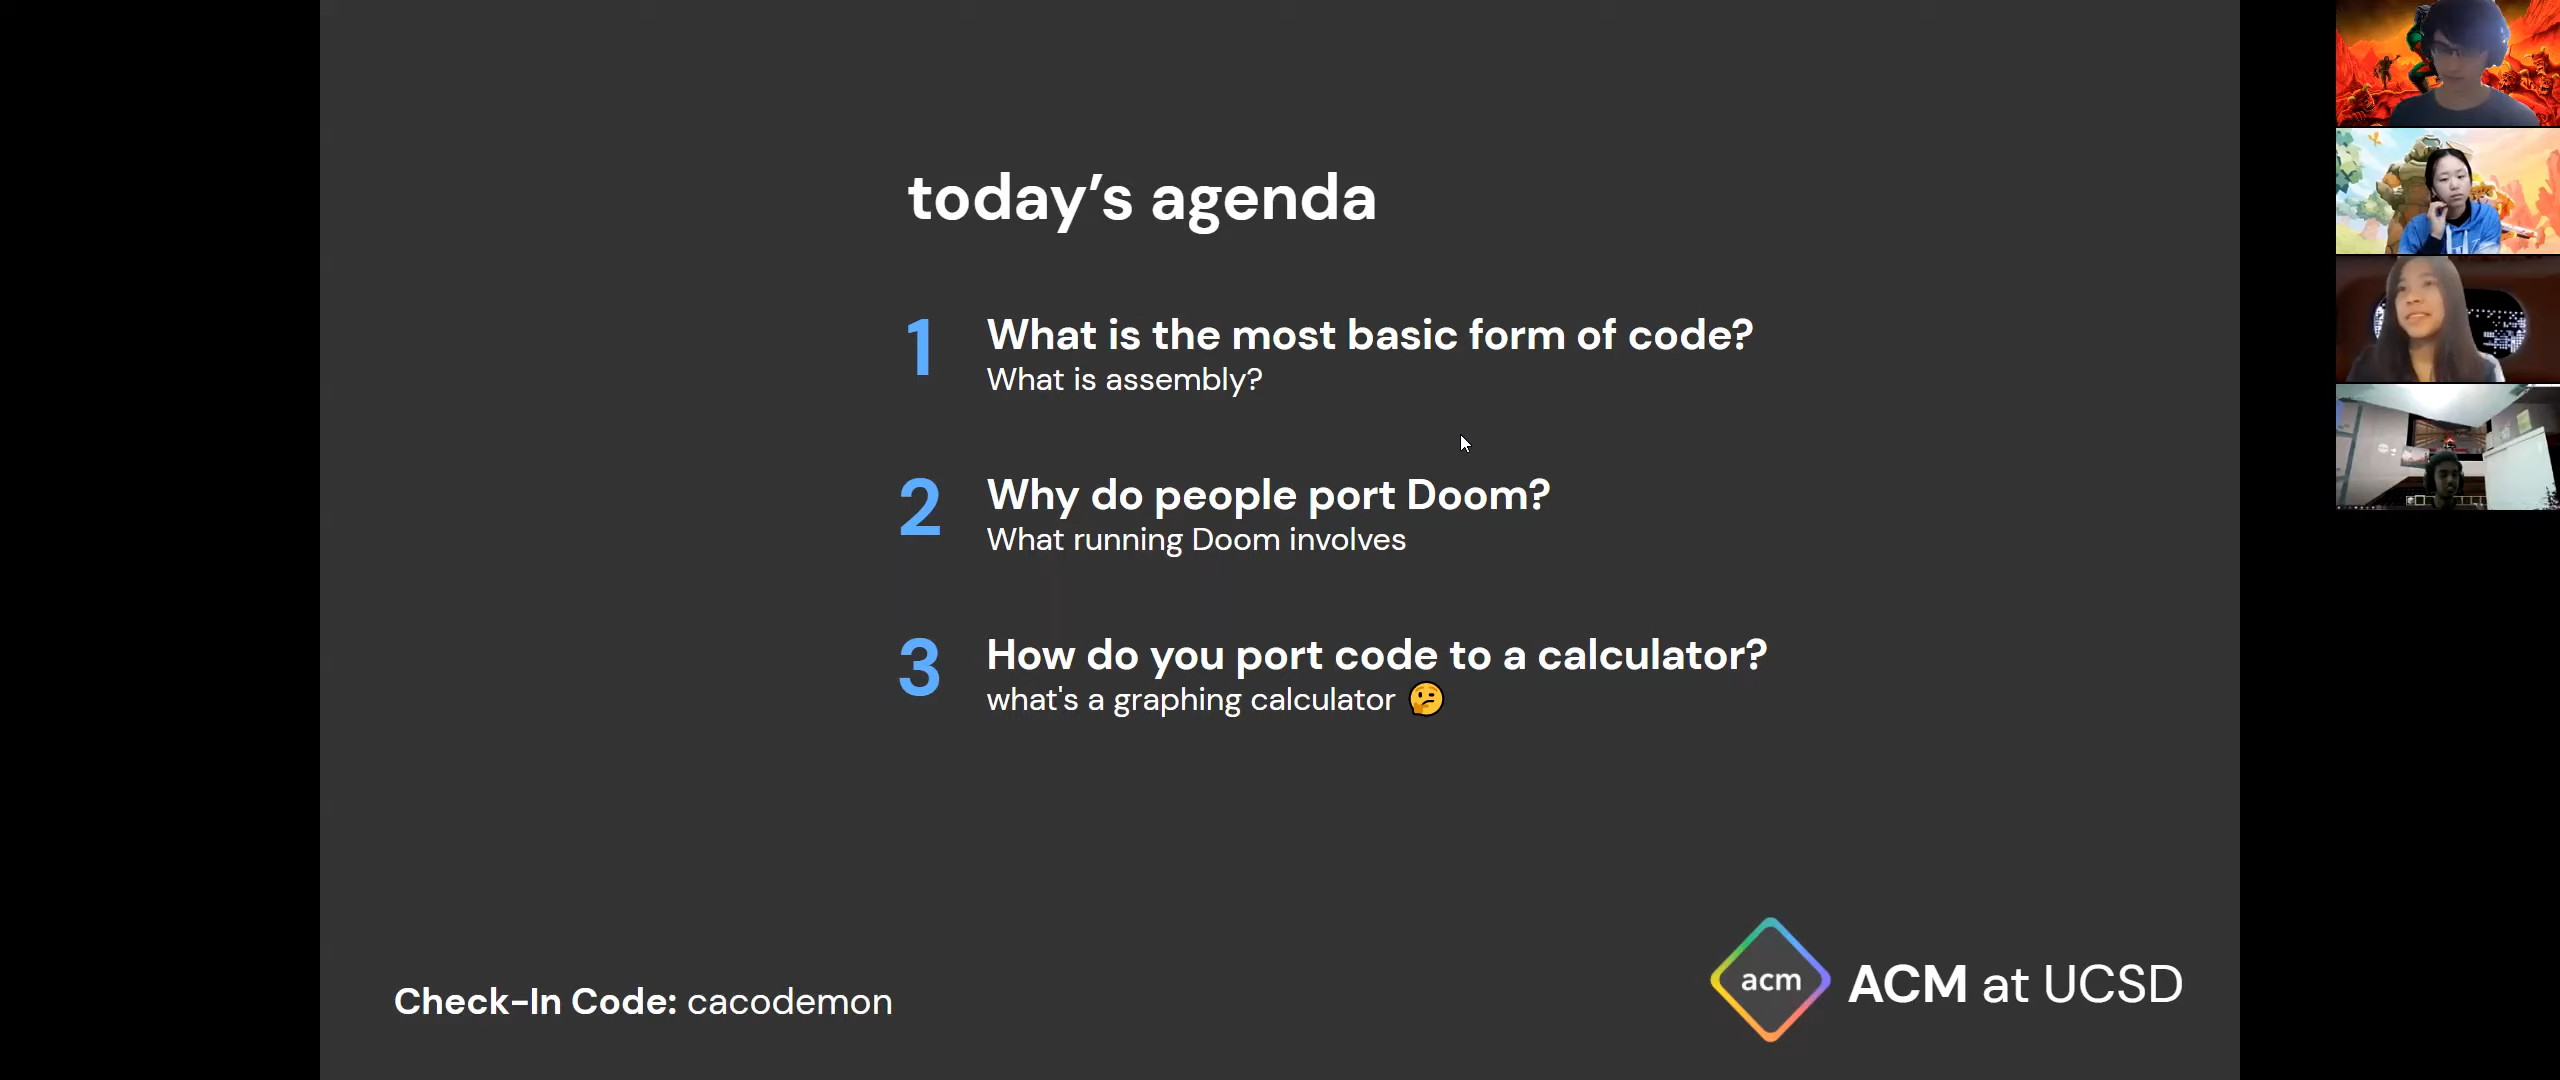 today’s agenda
1
What is the most basic form of code?
What is assembly?
2
Why do people port Doom?
What running Doom involves
3
How do you port code to a calculator?
what's a graphing calculator 🤔
Check-In Code: cacodemon
acm
ACM at UCSD